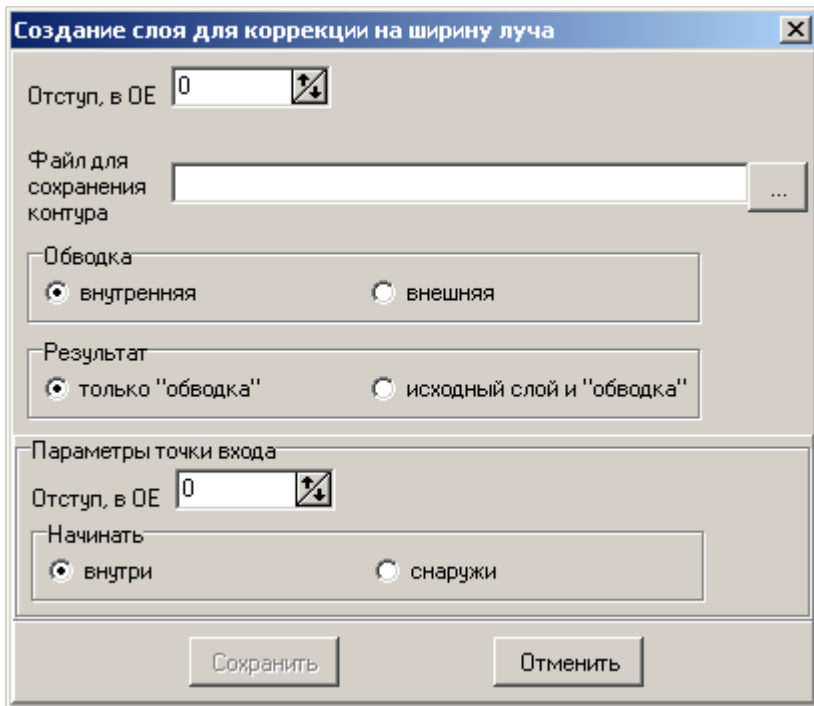 Создание слоя для коррекции на ширину луча
Отступ, в ОЕ 0
Файл для
сохранения
контура
...
Обводка
внутренняя внешняя
Результат
только "обводка" исходный слой и "обводка"
Параметры точки входа
Отступ, в ОЕ 0
Начинать
внутри снаружи
Сохранить Отменить